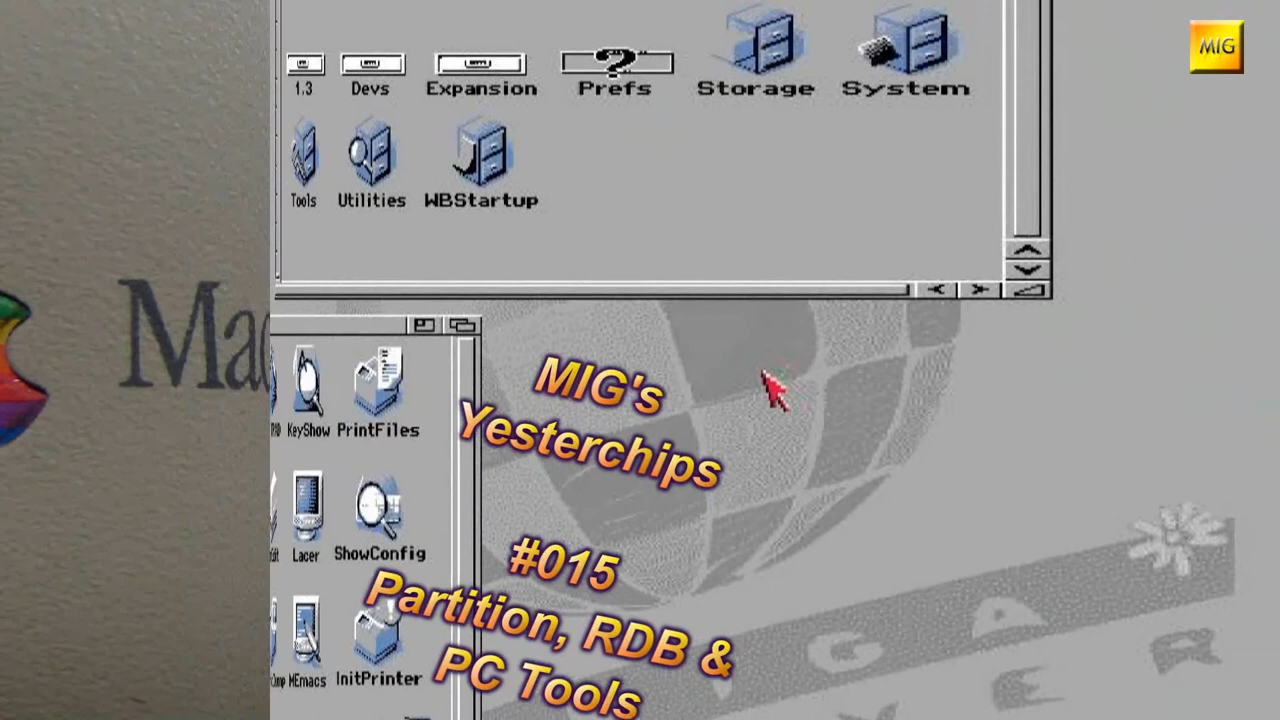 MIG
1.3 Devs Expansion Prefs Storage System
Tools Utilities WBStartup
Mac
KeyShow PrintFiles
MIG's
Yesterchips
Lacer ShowConfig
#015
Partition, RDB &
PC Tools
MEmacs InitPrinter
G A
E R